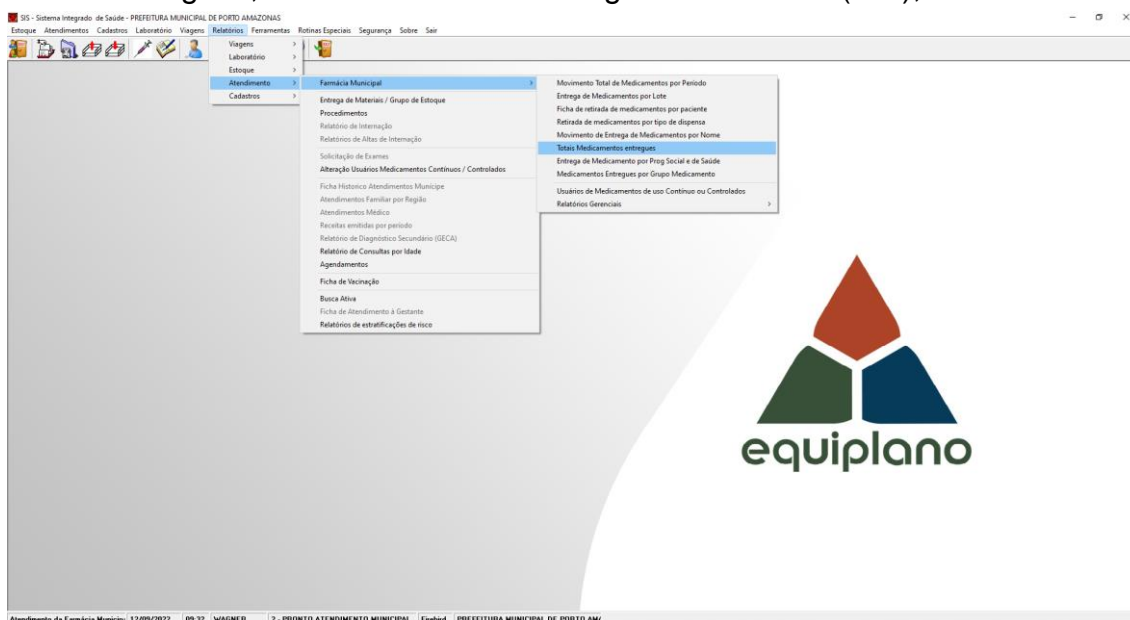 SIS - Sistema Integrado de Saúde - PREFEITURA MUNICIPAL DE PORTO AMAZONAS
Estoque Atendimentos Cadastros Laboratório Viagens Relatórios Ferramentas Rotinas Especiais Segurança Sobre Sair
Viagens
Laboratório
Estoque
Atendimento
Cadastros
Farmácia Municipal
Entrega de Materiais / Grupo de Estoque
Procedimentos
Relatório de Internação
Relatórios de Altas de Internação
Solicitação de Exames
Alteração Usuários Medicamentos Contínuos / Controlados
Ficha Historico Atendimentos Munícipe
Atendimentos Familiar por Região
Atendimentos Médico
Receitas emitidas por período
Relatório de Diagnóstico Secundário (GECA)
Relatório de Consultas por Idade
Agendamentos
Ficha de Vacinação
Busca Ativa
Ficha de Atendimento à Gestante
Relatórios de estratificações de risco
Movimento Total de Medicamentos por Período
Entrega de Medicamentos por Lote
Ficha de retirada de medicamentos por paciente
Retirada de medicamentos por tipo de dispensa
Movimento de Entrega de Medicamentos por Nome
Totais Medicamentos entregues
Entrega de Medicamento por Prog Social e de Saúde
Medicamentos Entregues por Grupo Medicamento
Usuários de Medicamentos de uso Contínuo ou Controlados
Relatórios Gerenciais
equiplano
Atendimento da Farmácia 12/09/2022 09:32 WAGNER 2 - PRONTO ATENDIMENTO MUNICIPAL Firebird PREFEITURA MUNICIPAL DE PORTO